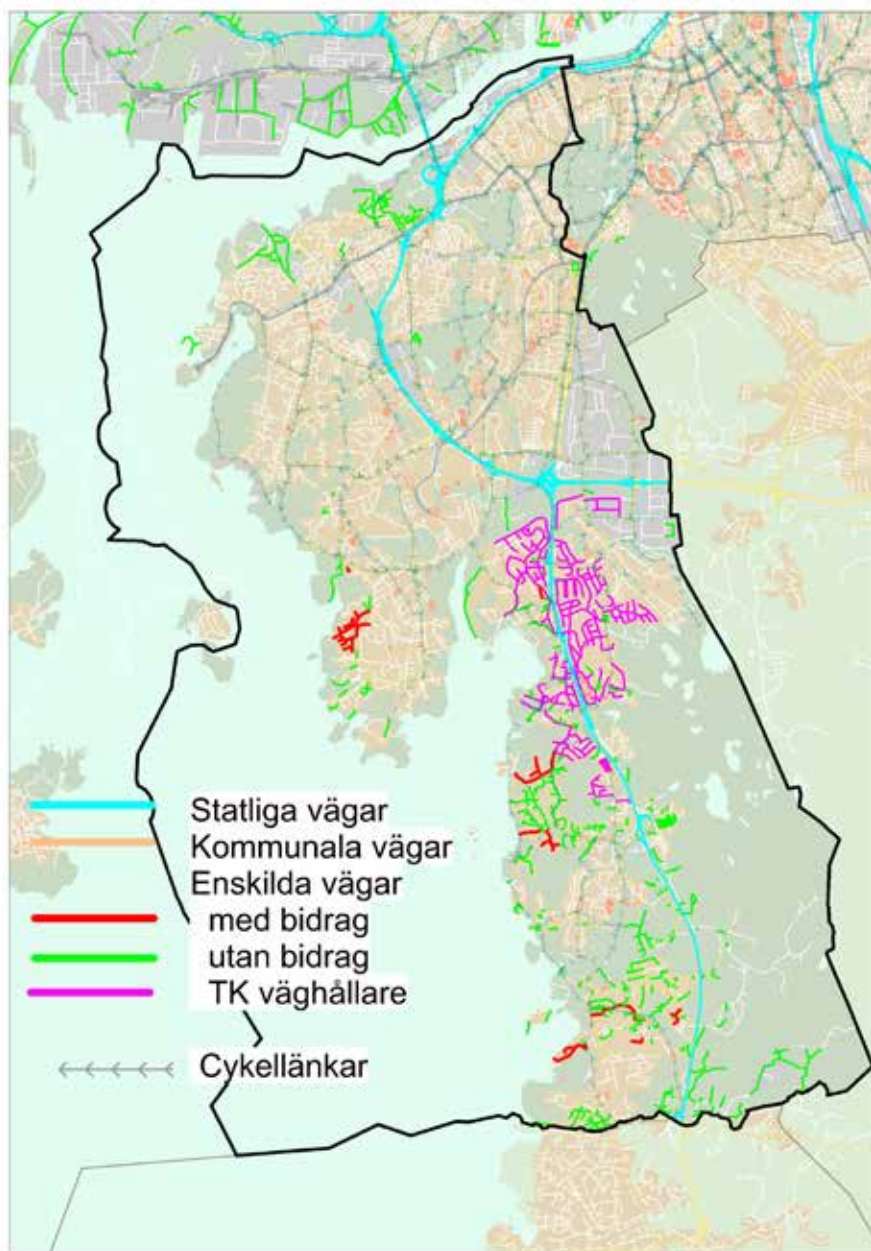 Statliga vägar
Kommunala vägar
Enskilda vägar
med bidrag
utan bidrag
TK väghållare
Cykellänkar